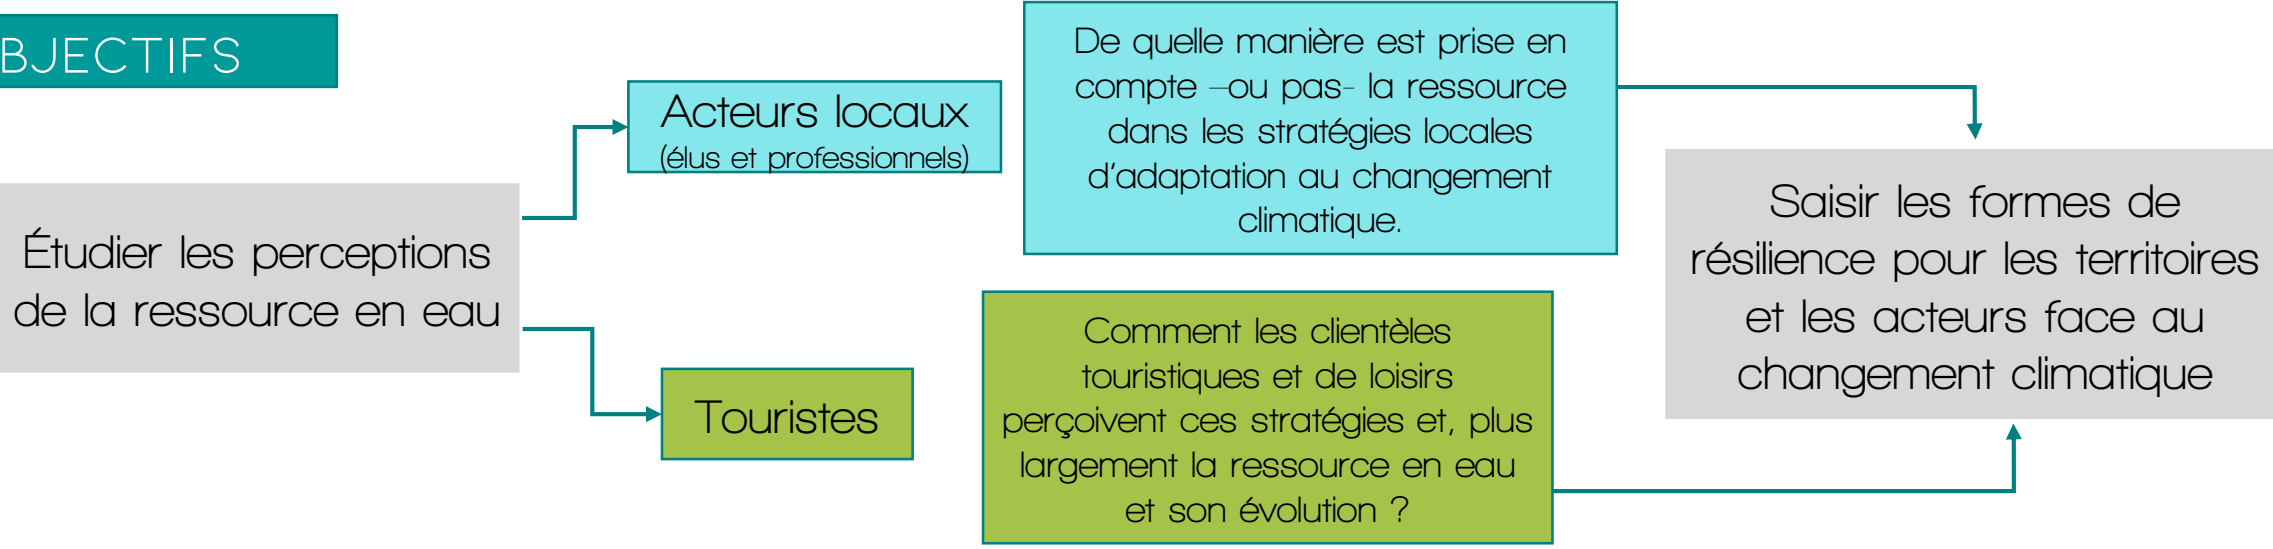 BJECTIFS
Étudier les perceptions
de la ressource en eau
Acteurs locaux
(élus et professionnels)
De quelle manière est prise en
compte –ou pas- la ressource
dans les stratégies locales
d’adaptation au changement
climatique.
Touristes
Comment les clientèles
touristiques et de loisirs
perçoivent ces stratégies et, plus
largement la ressource en eau
et son évolution ?
Saisir les formes de
résilience pour les territoires
et les acteurs face au
changement climatique